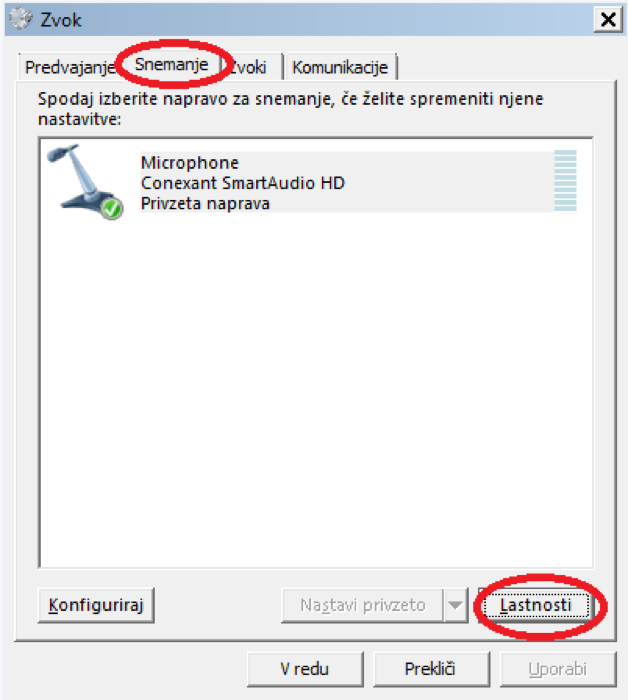 Zvok
Predvajanje Snemanje Zvoki Komunikacije
Spodaj izberite napravo za snemanje, če želite spremeniti njene
nastavitve:
Microphone
Conexant SmartAudio HD
Privzeta naprava
Konfiguriraj Nastavi privzeto Lastnosti
V redu Prekliči Uporabi